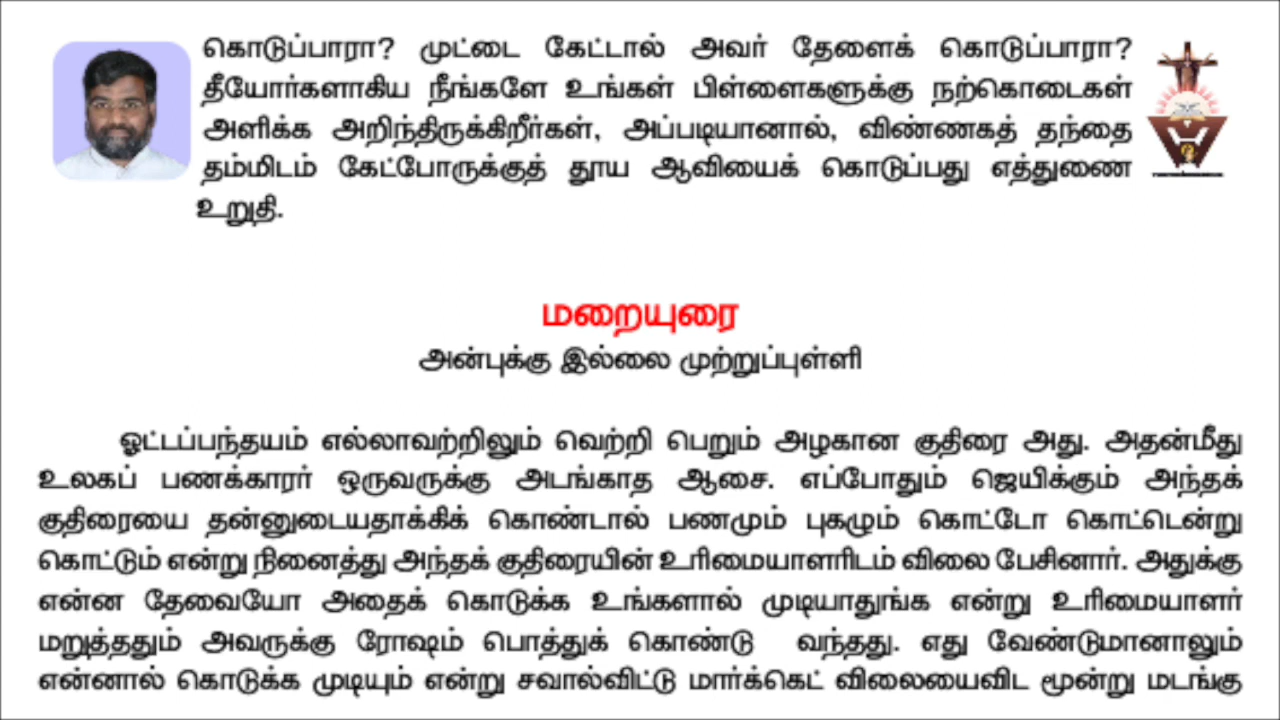 கொடுப்பாரா? முட்டை கேட்டால் அவர் தேளைக் கொடுப்பாரா?
தீயோர்களாகிய நீங்களே உங்கள் பிள்ளைகளுக்கு நற்கொடைகள்
அளிக்க அறிந்திருக்கிறீர்கள், அப்படியானால், விண்ணகத் தந்தை
தம்மிடம் கேட்போருக்குத் தூய ஆவியைக் கொடுப்பது எத்துணை
உறுதி.
மறையுரை
அன்புக்கு இல்லை முற்றுப்புள்ளி
ஓட்டப்பந்தயம் எல்லாவற்றிலும் வெற்றி பெறும் அழகான குதிரை அது. அதன்மீது
உலகப் பணக்காரர் ஒருவருக்கு அடங்காத ஆசை. எப்போதும் ஜெயிக்கும் அந்தக்
குதிரையை தன்னுடையதாக்கிக் கொண்டால் பணமும் புகழும் கொட்டோ கொட்டென்று
கொட்டும் என்று நினைத்து அந்தக் குதிரையின் உரிமையாளரிடம் விலை பேசினார். அதுக்கு
என்ன தேவையோ அதைக் கொடுக்க உங்களால் முடியாதுங்க என்று உரிமையாளர்
மறுத்ததும் அவருக்கு ரோஷம் பொத்துக் கொண்டு வந்தது. எது வேண்டுமானாலும்
என்னால் கொடுக்க முடியும் என்று சவால்விட்டு மார்க்கெட் விலையைவிட மூன்று மடங்கு